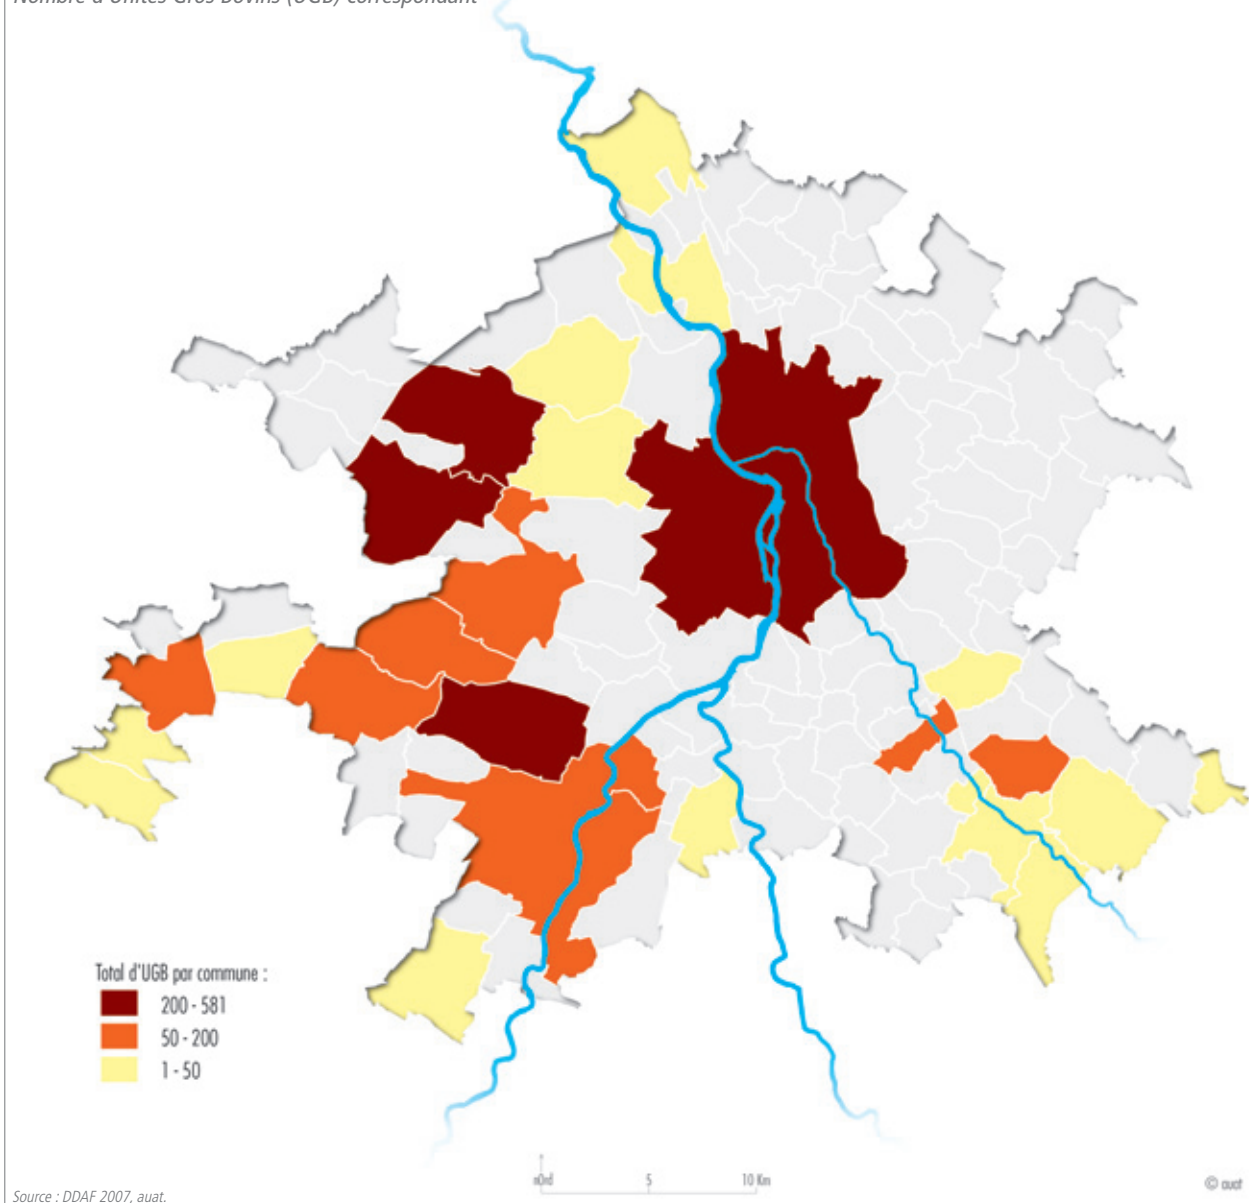 Nombre d'Unités Gros Bovins (UGB) correspondant
Total d'UGB par commune :
200 - 581
50 - 200
1 - 50
nOrd 5 10 Km
Source : DDAF 2007, auat.
© auat